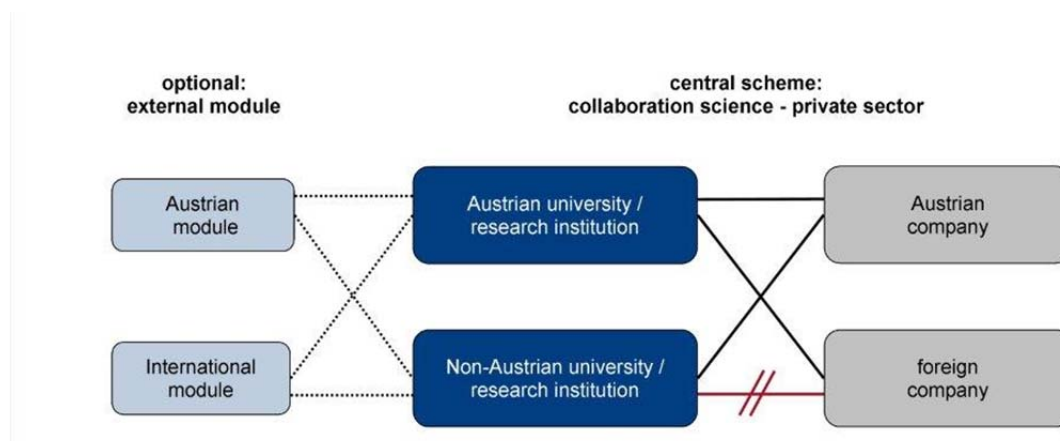 optional:
external module
central scheme:
collaboration science - private sector
Austrian
module
Austrian university /
research institution
Austrian
company
International
module
Non-Austrian university /
research institution
foreign
company